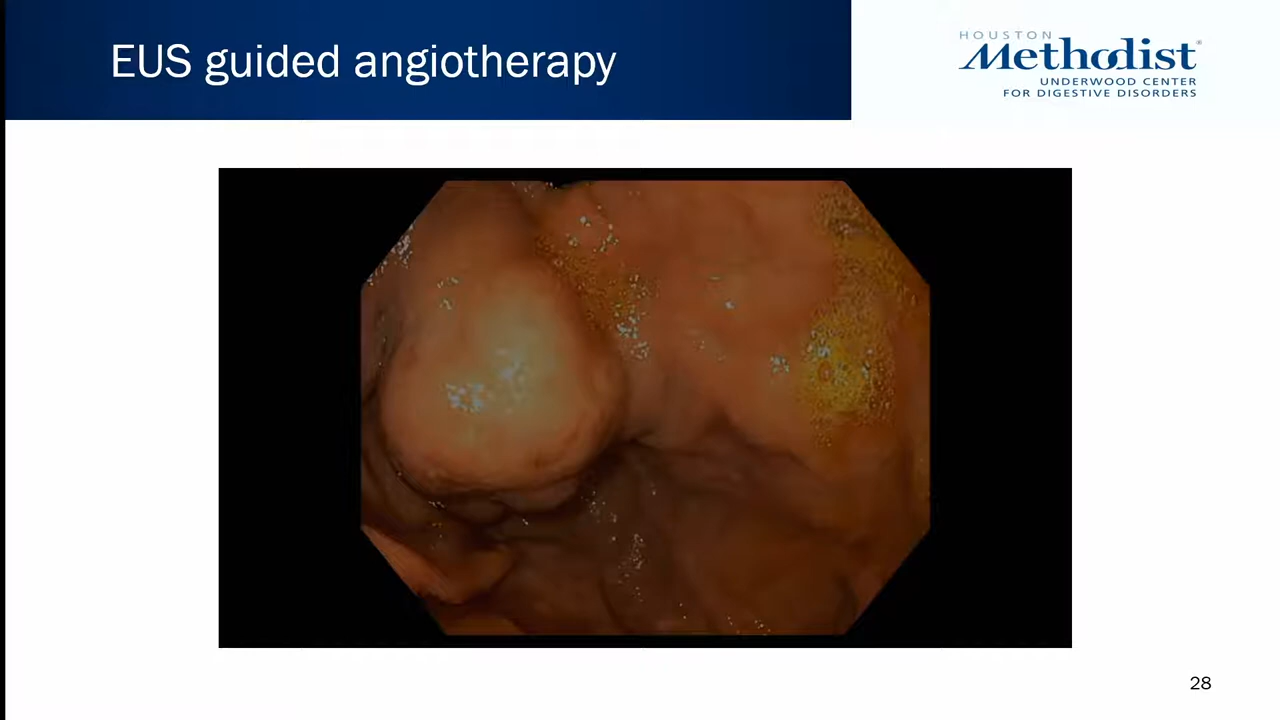 EUS guided angiotherapy
HOUSTON
Methodist®
UNDERWOOD CENTER
FOR DIGESTIVE DISORDERS
28